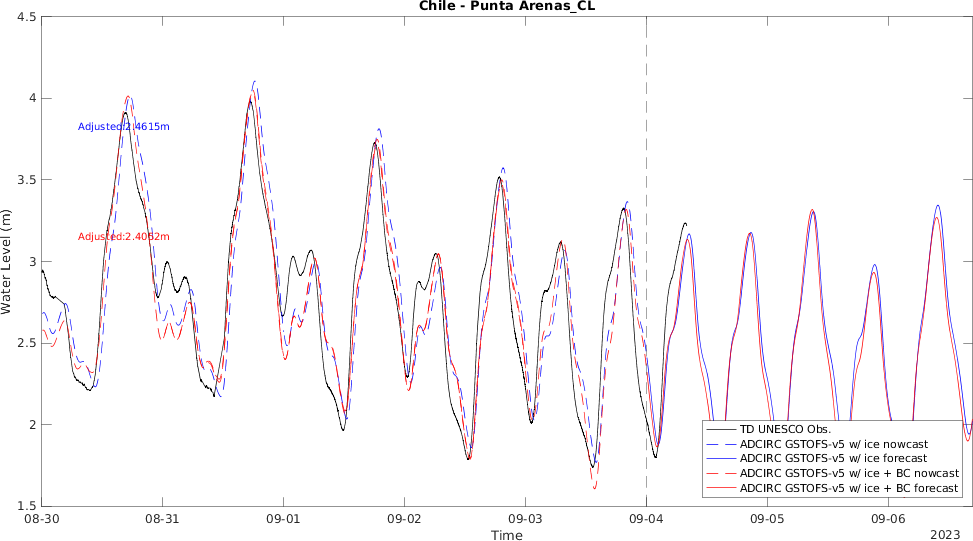 Chile - Punta Arenas_CL
4.5
4
3.5
3
2.5
2
1.5
Water Level (m)
Adjusted:2.4615m
Adjusted:2.4062m
TD UNESCO Obs.
ADCIRC GSTOFS-v5 w/ ice nowcast
ADCIRC GSTOFS-v5 w/ ice forecast
ADCIRC GSTOFS-v5 w/ ice + BC nowcast
ADCIRC GSTOFS-v5 w/ ice + BC forecast
08-30 08-31 09-01 09-02 09-03 09-04 09-05 09-06
Time
2023